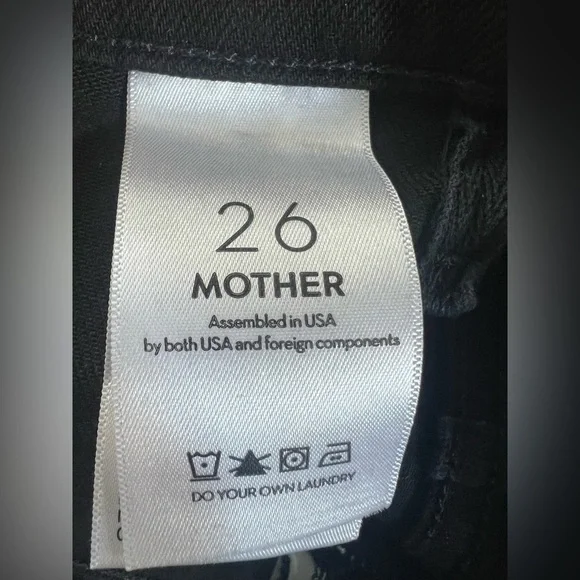 26
MOTHER
Assembled in USA
by both USA and foreign components
DO YOUR OWN LAUNDRY